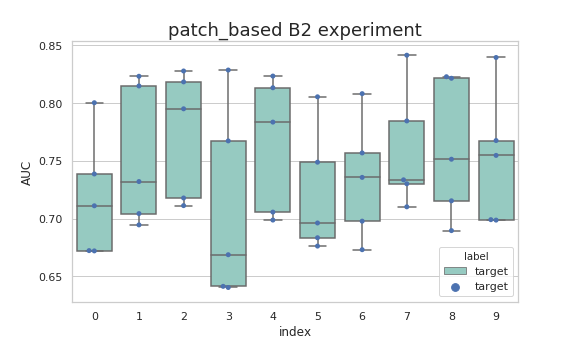 patch_based B2 experiment
0.85
0.80
0.75
0.70
0.65
AUC
label
target
target
0 1 2 3 4 5 6 7 8 9
index